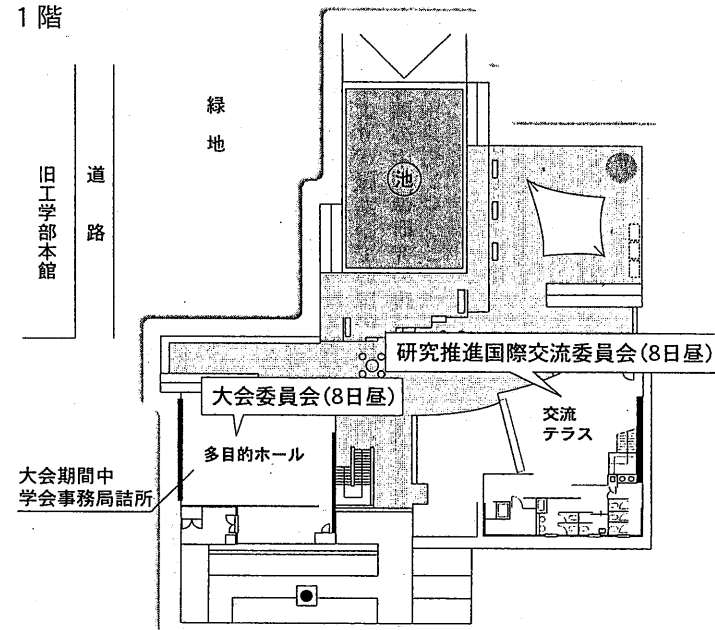 1階
緑地
道路
旧工学部本館
池
研究推進国際交流委員会(8日昼)
大会委員会(8日昼)
交流
テラス
多目的ホール
大会期間中
学会事務局詰所